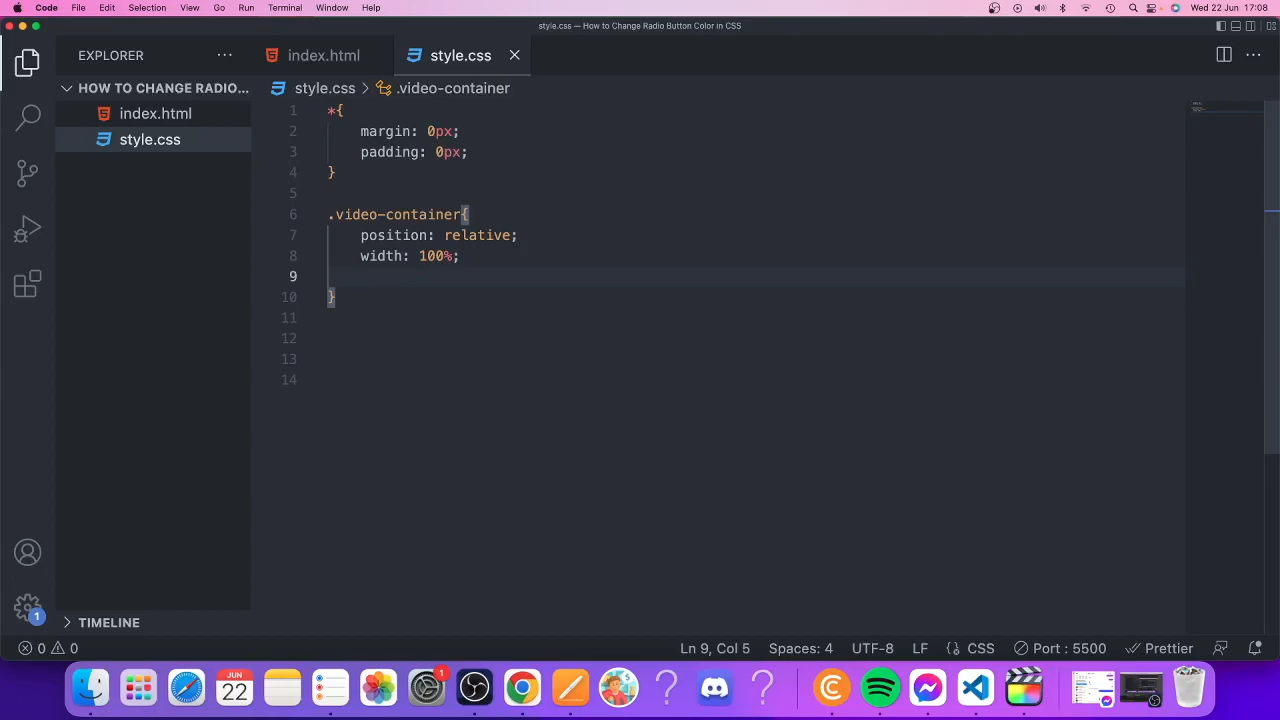 Code File Edit Selection View Go Run Terminal Window Help Wed 22 Jun 17:08
style.css — How to Change Radio Button Color in CSS
EXPLORER
index.html
style.css
HOW TO CHANGE RADIO...
index.html
style.css
style.css > .video-container
1 *{
2 margin: 0px;
3 padding: 0px;
4 }
5
6 .video-container{
7 position: relative;
8 width: 100%;
9
10 }
11
12
13
14
1
TIMELINE
0 0 Ln 9, Col 5 Spaces: 4 UTF-8 LF {} CSS Port : 5500 Prettier
JUN
22
1